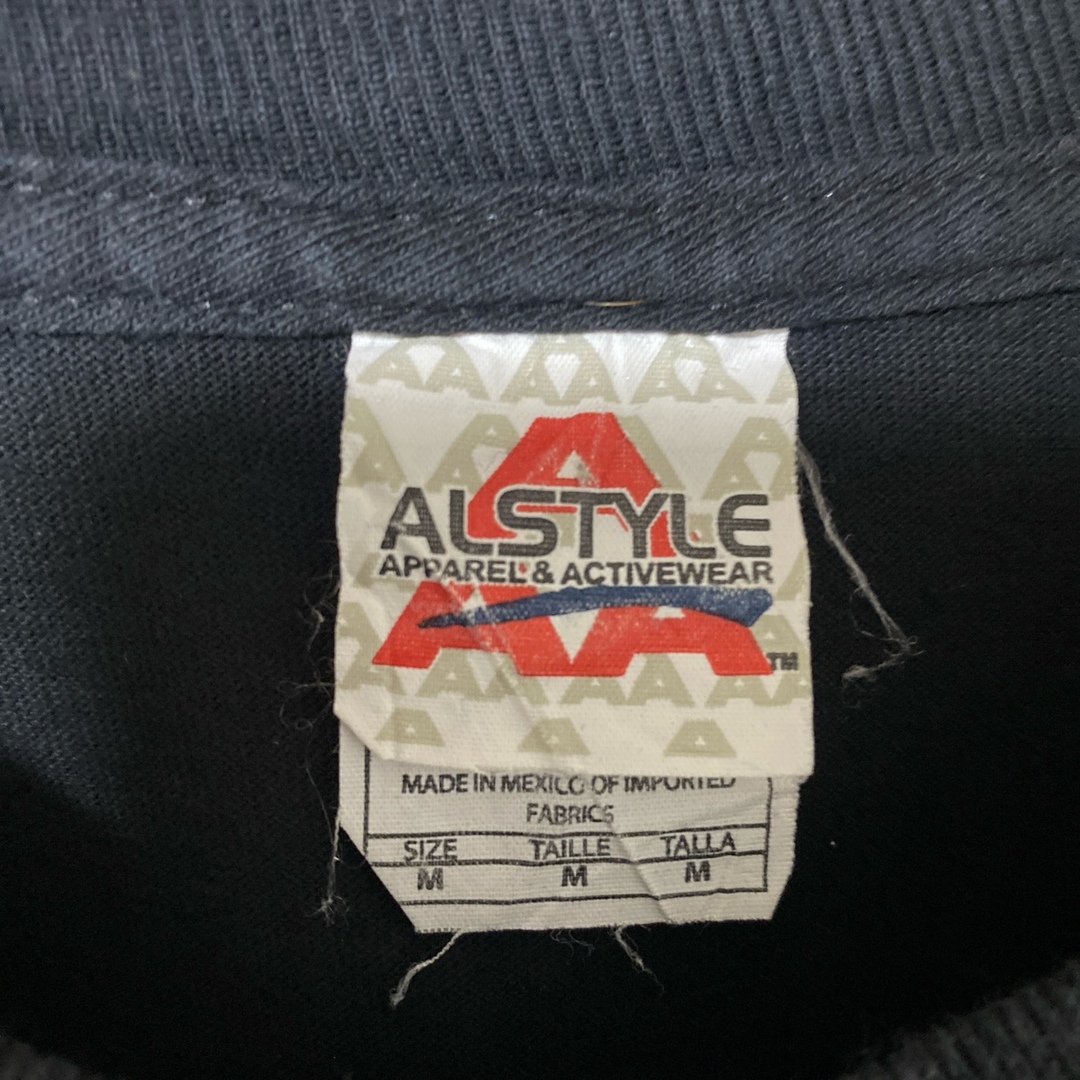 ALSTYLE
APPAREL & ACTIVEWEAR
TM
MADE IN MEXICO OF IMPORTED
FABRICS
SIZE TAILLE TALLA
M M M